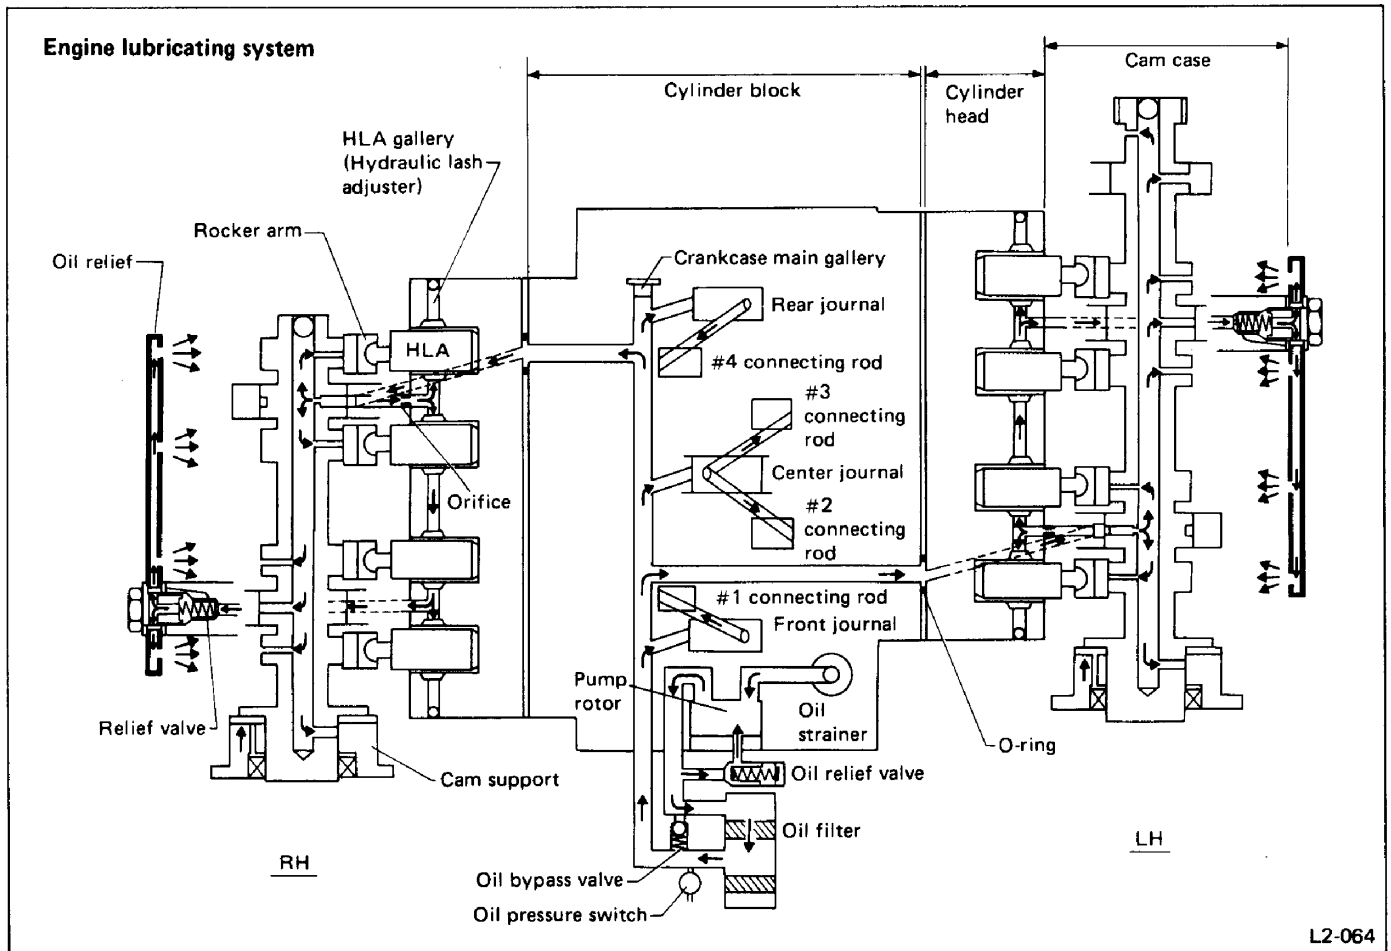 Engine lubricating system
Cam case
Cylinder block
Cylinder
head
HLA gallery
(Hydraulic lash
adjuster)
Rocker arm
Oil relief
Crankcase main gallery
Rear journal
HLA
#4 connecting rod
#3
connecting
rod
Center journal
Orifice
#2
connecting
rod
#1 connecting rod
Front journal
Pump
rotor
Oil
strainer
Relief valve
O-ring
Cam support
Oil relief valve
Oil filter
RH
LH
Oil bypass valve
Oil pressure switch
L2-064